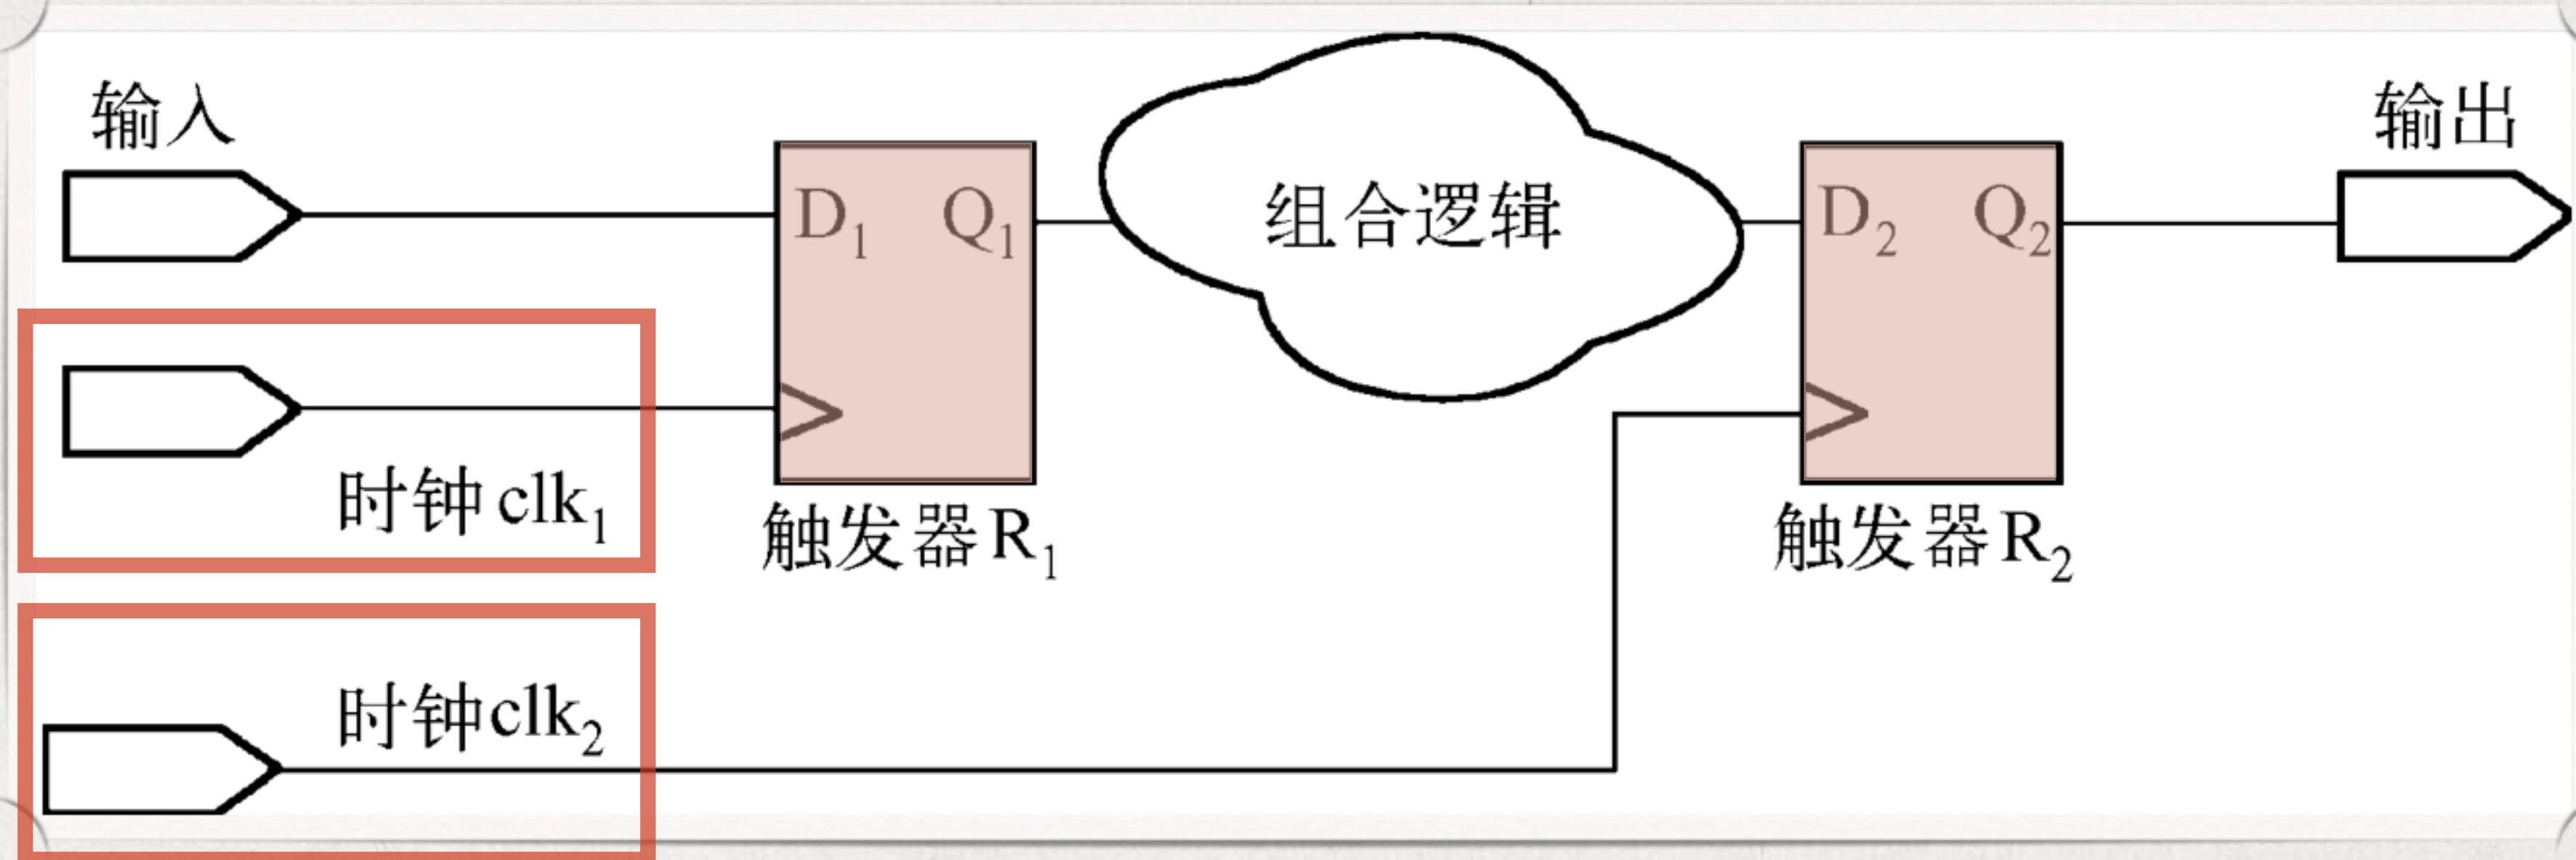 输入
输出
D₁ Q₁
组合逻辑
D₂ Q₂
时钟 clk₁
触发器 R₁
触发器 R₂
时钟clk₂